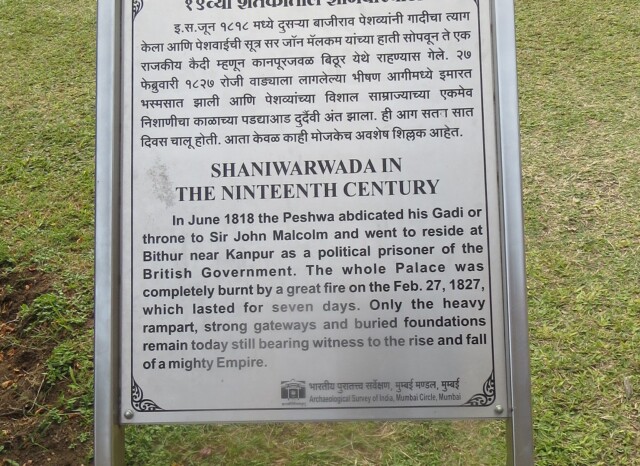 १९व्या शतकातील शनिवारवाडा
इ.स.जून १८१८ मध्ये दुसऱ्या बाजीराव पेशव्यांनी गादीचा त्याग
केला आणि पेशवाईची सूत्र सर जॉन मॅलकम यांच्या हाती सोपवून ते एक
राजकीय कैदी म्हणून कानपूरजवळ बिठूर येथे राहण्यास गेले. २७
फेब्रुवारी १८२७ रोजी वाड्याला लागलेल्या भीषण आगीमध्ये इमारत
भस्मसात झाली आणि पेशव्यांच्या विशाल साम्राज्याच्या एकमेव
निशाणीचा काळाच्या पडद्याआड दुर्दैवी अंत झाला. ही आग सतत सात
दिवस चालू होती. आता केवळ काही मोजकेच अवशेष शिल्लक आहेत.
SHANIWARWADA IN
THE NINTEENTH CENTURY
In June 1818 the Peshwa abdicated his Gadi or
throne to Sir John Malcolm and went to reside at
Bithur near Kanpur as a political prisoner of the
British Government. The whole Palace was
completely burnt by a great fire on the Feb. 27, 1827,
which lasted for seven days. Only the heavy
rampart, strong gateways and buried foundations
remain today still bearing witness to the rise and fall
of a mighty Empire.
भारतीय पुरातत्त्व सर्वेक्षण, मुम्बई मण्डल, मुम्बई
Archaeological Survey of India, Mumbai Circle, Mumbai